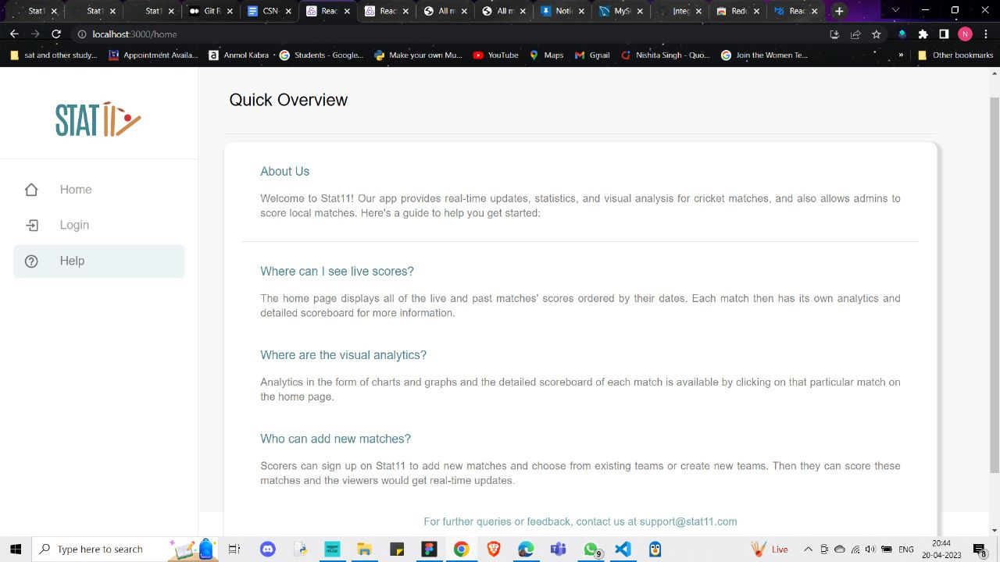 Stat
Stat
Git R
CSN
Reac
Reac
All m
All m
Notic
MySQ
Integ
Redu
Redis
localhost:3000/home
N
sat and other study...
Appointment Availa...
Anmol Kabra
Students - Google...
Make your own Mu...
YouTube
Maps
Gmail
Nishita Singh - Quo...
Join the Women Te...
»
Other bookmarks
STAT11
Home
Login
Help
Quick Overview
About Us
Welcome to Stat11! Our app provides real-time updates, statistics, and visual analysis for cricket matches, and also allows admins to
score local matches. Here's a guide to help you get started:
Where can I see live scores?
The home page displays all of the live and past matches' scores ordered by their dates. Each match then has its own analytics and
detailed scoreboard for more information.
Where are the visual analytics?
Analytics in the form of charts and graphs and the detailed scoreboard of each match is available by clicking on that particular match on
the home page.
Who can add new matches?
Scorers can sign up on Stat11 to add new matches and choose from existing teams or create new teams. Then they can score these
matches and the viewers would get real-time updates.
For further queries or feedback, contact us at support@stat11.com
Type here to search
9
Live
ENG
20:44
20-04-2023
8